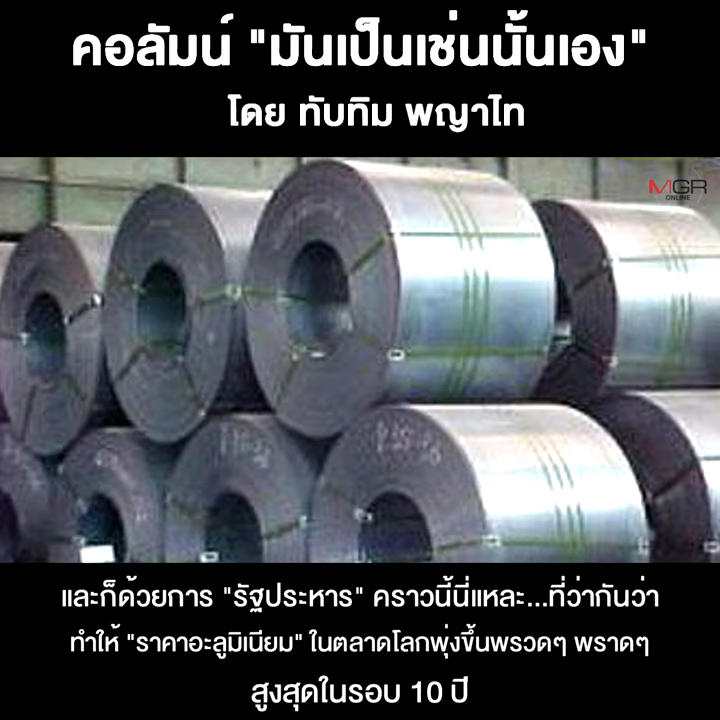 คอลัมน์ "มันเป็นเช่นนั้นเอง"
โดย ทับทิม พญาไท
MGR
ONLINE
และก็ด้วยการ "รัฐประหาร" คราวนี้นี่แหละ...ที่ว่ากันว่า
ทำให้ "ราคาอะลูมิเนียม" ในตลาดโลกพุ่งขึ้นพรวดๆ พราดๆ
สูงสุดในรอบ 10 ปี